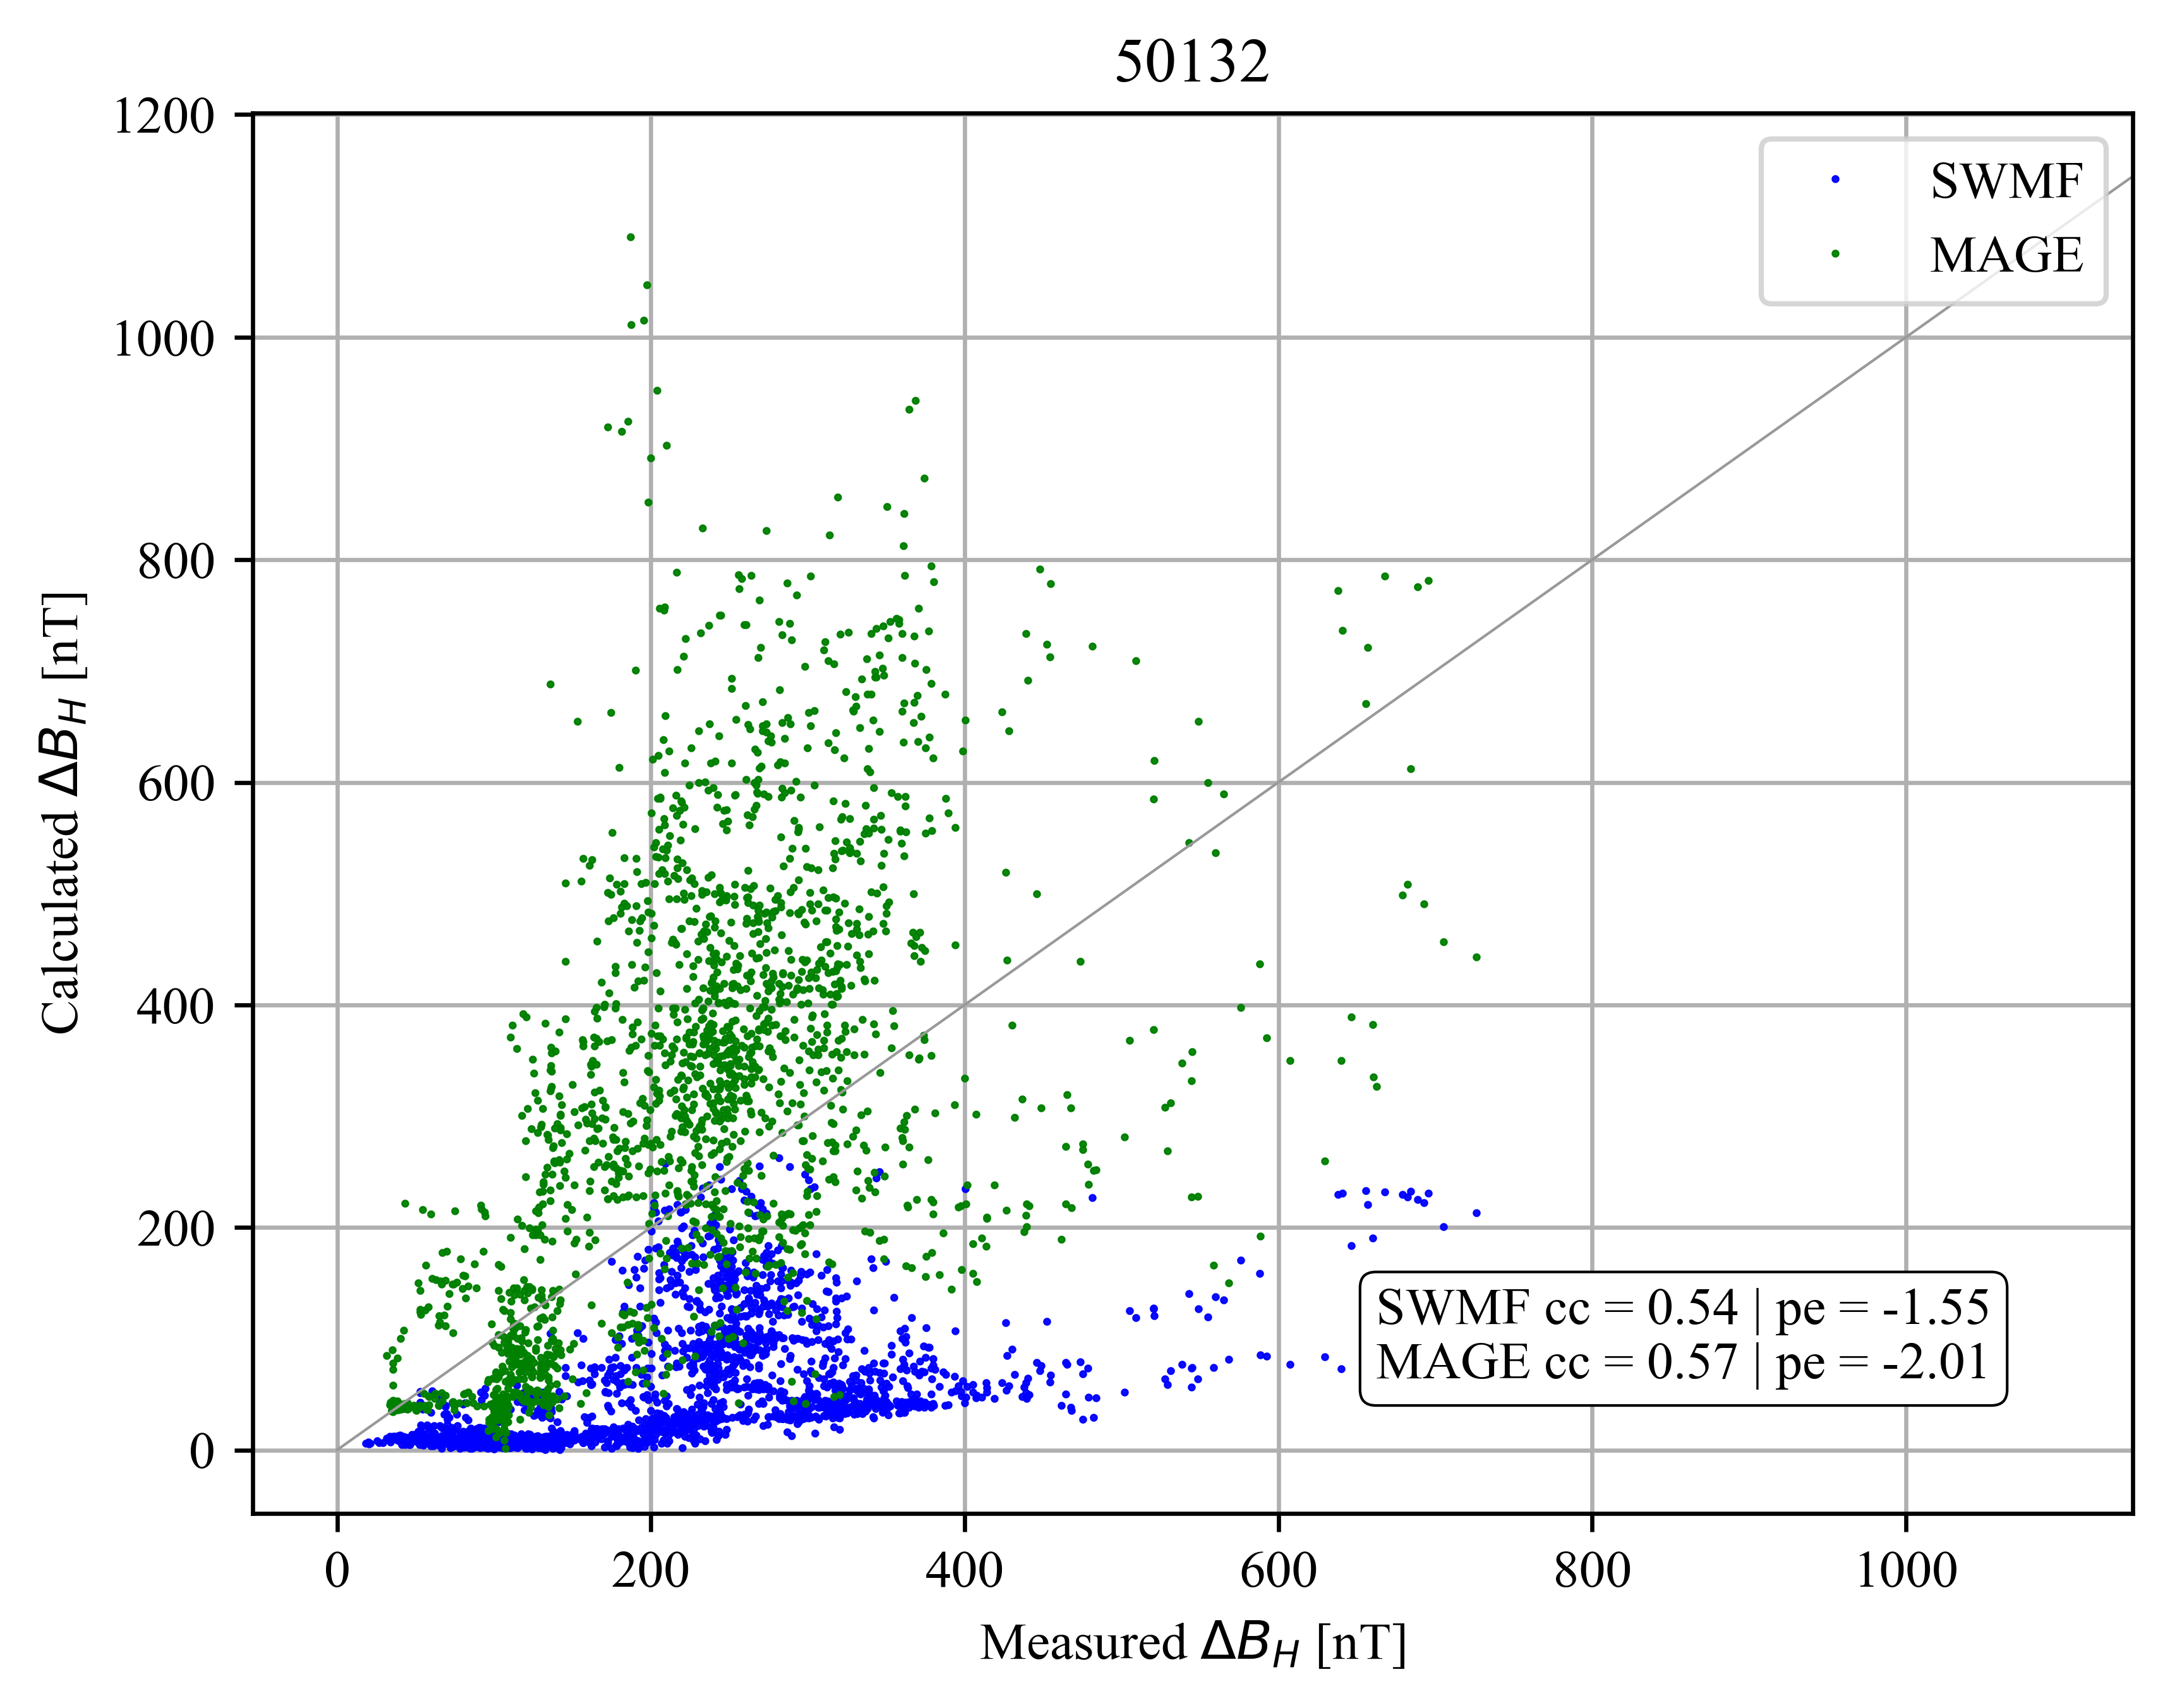 50132
1200
1000
800
600
400
200
0
Calculated ΔB_H [nT]
SWMF
MAGE
SWMF cc = 0.54 | pe = -1.55
MAGE cc = 0.57 | pe = -2.01
0 200 400 600 800 1000
Measured ΔB_H [nT]